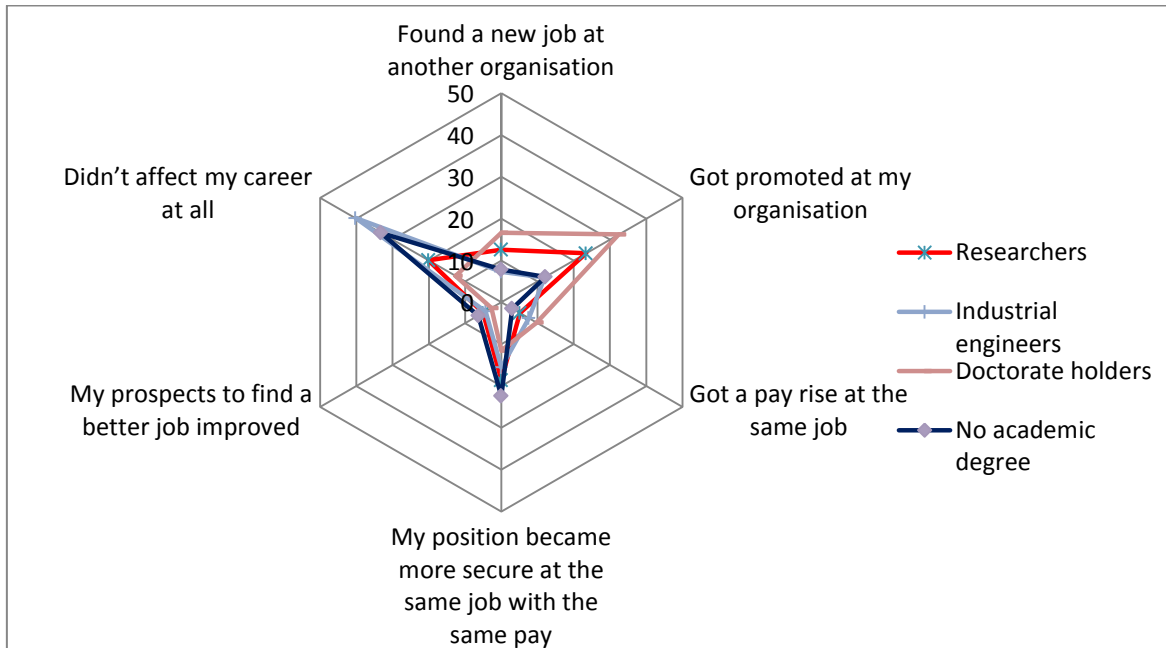 Found a new job at
another organisation
50
40
30
20
10
0
Got promoted at my
organisation
Got a pay rise at the
same job
My position became
more secure at the
same job with the
same pay
My prospects to find a
better job improved
Didn’t affect my career
at all
Researchers
Industrial
engineers
Doctorate holders
No academic
degree